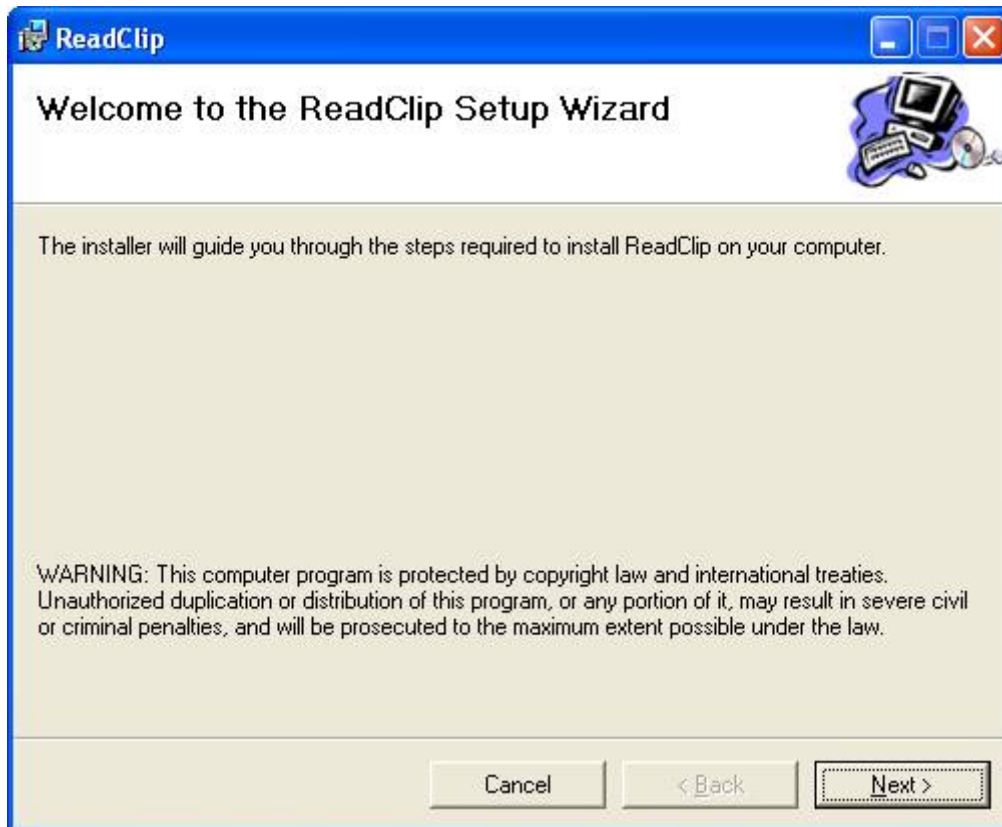 ReadClip
Welcome to the ReadClip Setup Wizard
The installer will guide you through the steps required to install ReadClip on your computer.
WARNING: This computer program is protected by copyright law and international treaties.
Unauthorized duplication or distribution of this program, or any portion of it, may result in severe civil
or criminal penalties, and will be prosecuted to the maximum extent possible under the law.
Cancel < Back Next >